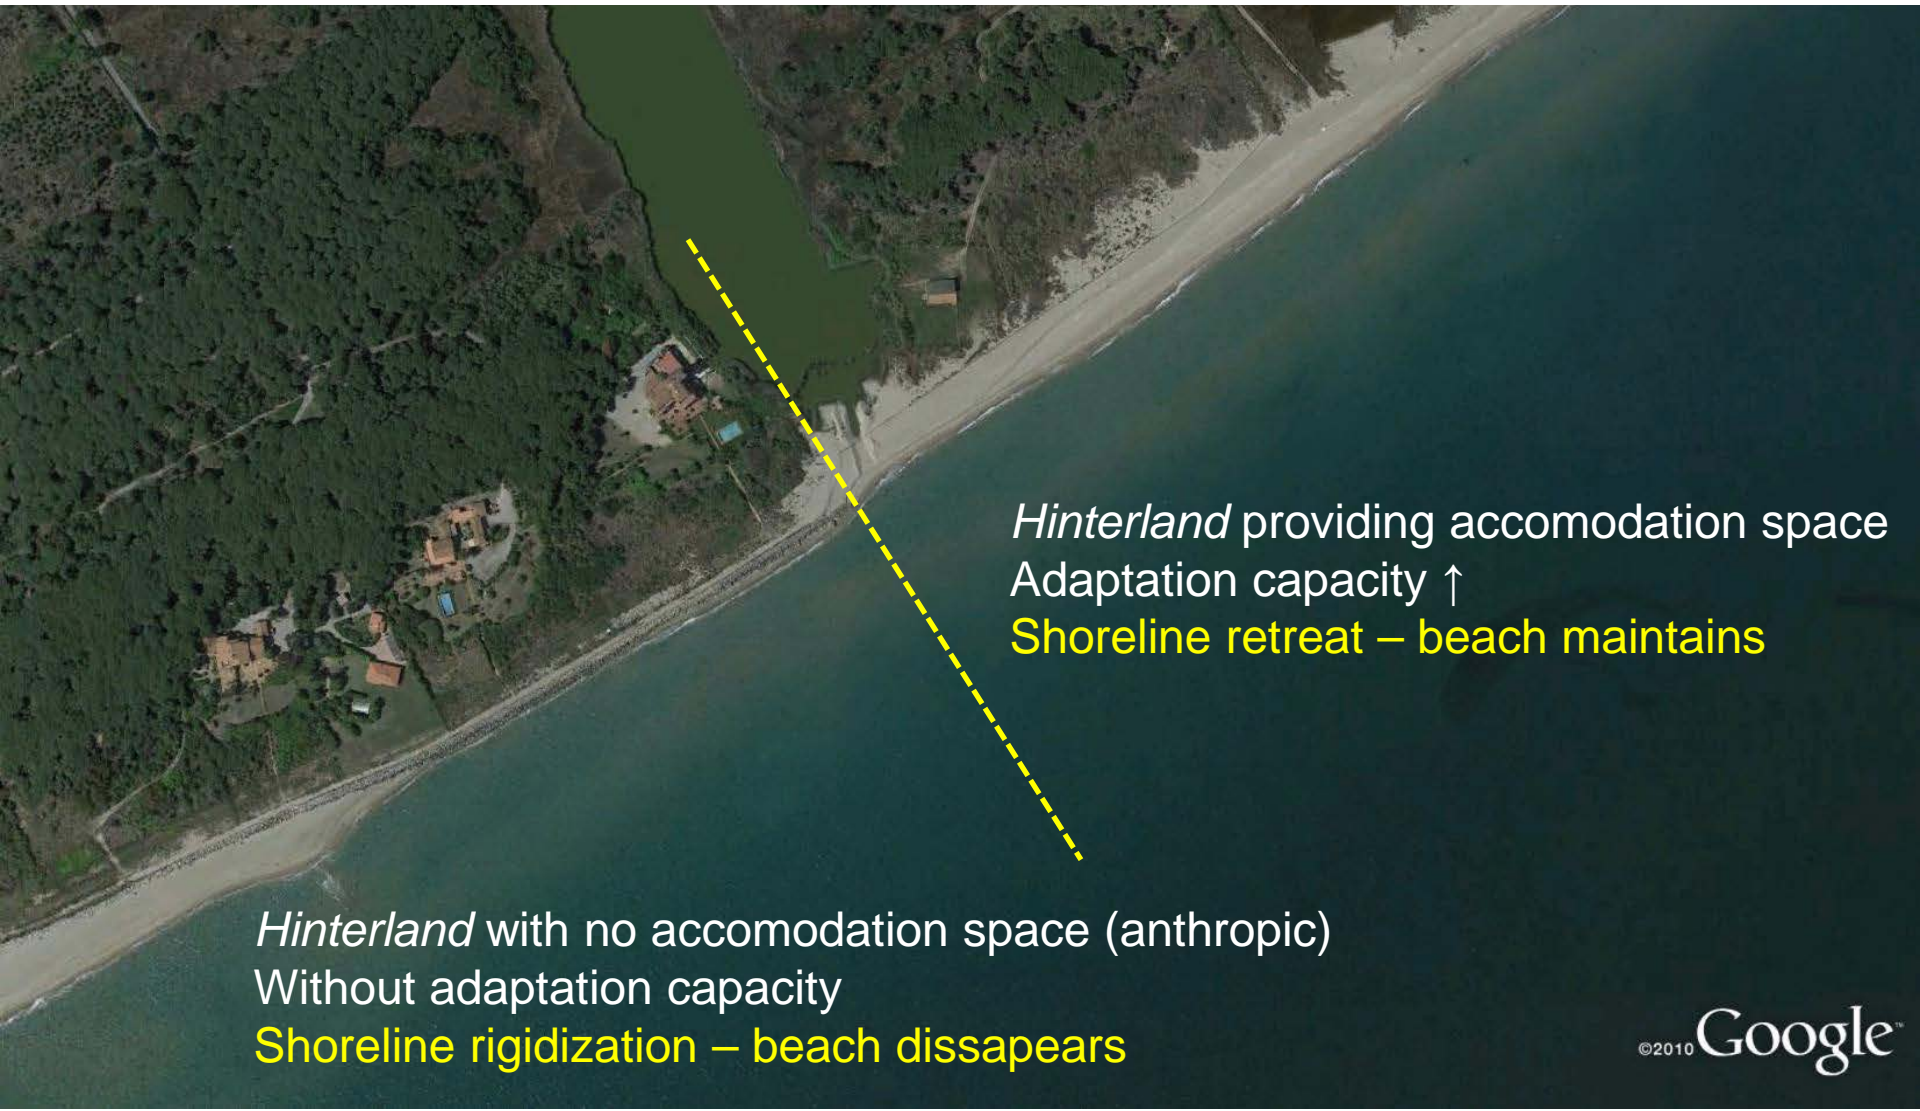 Hinterland providing accomodation space
Adaptation capacity ↑
Shoreline retreat – beach maintains
Hinterland with no accomodation space (anthropic)
Without adaptation capacity
Shoreline rigidization – beach dissapears
©2010 Google™